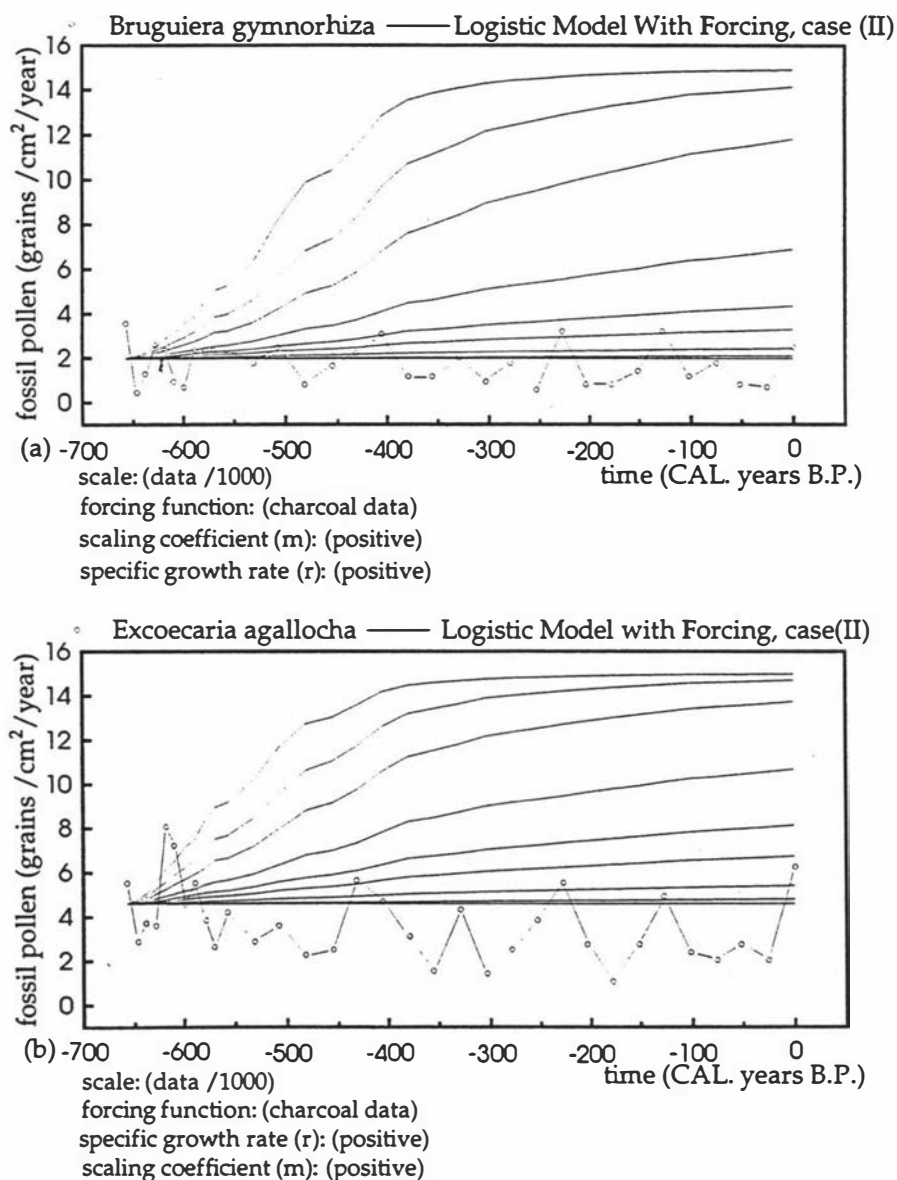 Bruguiera gymnorhiza —— Logistic Model With Forcing, case (II)
fossil pollen (grains /cm²/year)
16
14
12
10
8
6
4
2
0
(a) -700 -600 -500 -400 -300 -200 -100 0
time (CAL. years B.P.)
scale: (data /1000)
forcing function: (charcoal data)
scaling coefficient (m): (positive)
specific growth rate (r): (positive)
Excoecaria agallocha —— Logistic Model with Forcing, case(II)
fossil pollen (grains /cm²/year)
16
14
12
10
8
6
4
2
0
(b) -700 -600 -500 -400 -300 -200 -100 0
time (CAL. years B.P.)
scale: (data /1000)
forcing function: (charcoal data)
specific growth rate (r): (positive)
scaling coefficient (m): (positive)